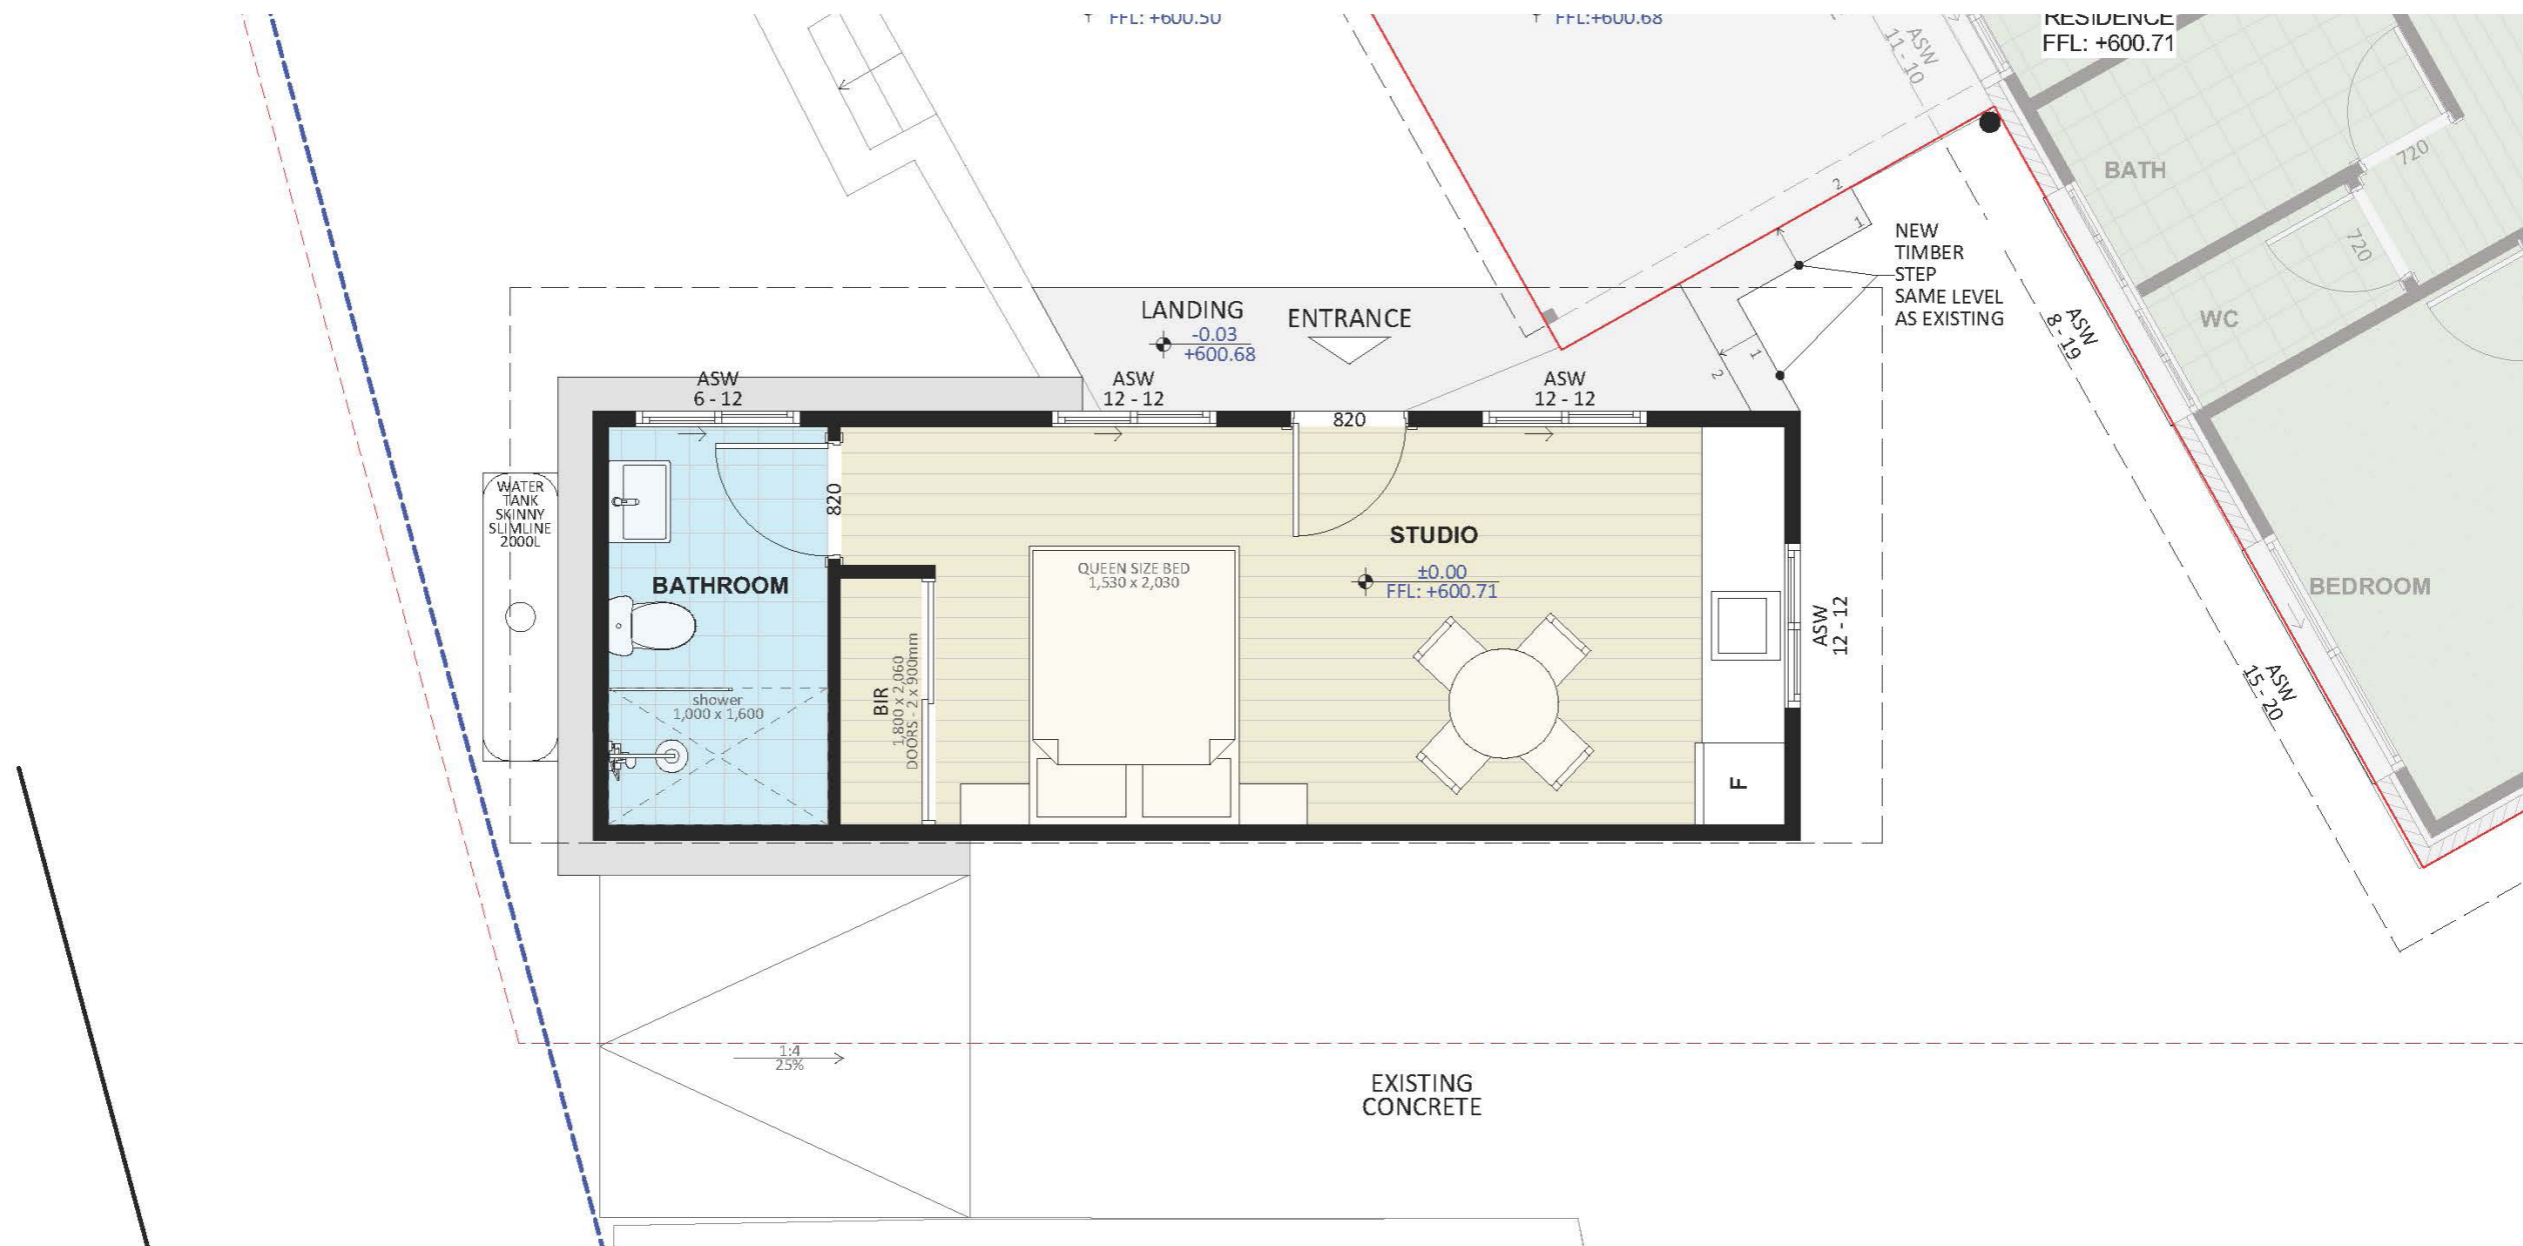 FFL: +600.50
FFL:+600.68
RESIDENCE
FFL: +600.71
ASW
11 - 10
BATH
720
720
WC
2
1
NEW
TIMBER
STEP
SAME LEVEL
AS EXISTING
1
2
ASW
8 - 19
LANDING
-0.03
+600.68
ENTRANCE
ASW
6 - 12
ASW
12 - 12
820
ASW
12 - 12
WATER
TANK
SKINNY
SLIMLINE
2000L
820
BATHROOM
QUEEN SIZE BED
1,530 x 2,030
STUDIO
±0.00
FFL: +600.71
ASW
12 - 12
BEDROOM
ASW
15 - 20
shower
1,000 x 1,600
BIR
1,800 x 2,060
DOORS - 2 x 900mm
F
1:4
25%
EXISTING
CONCRETE